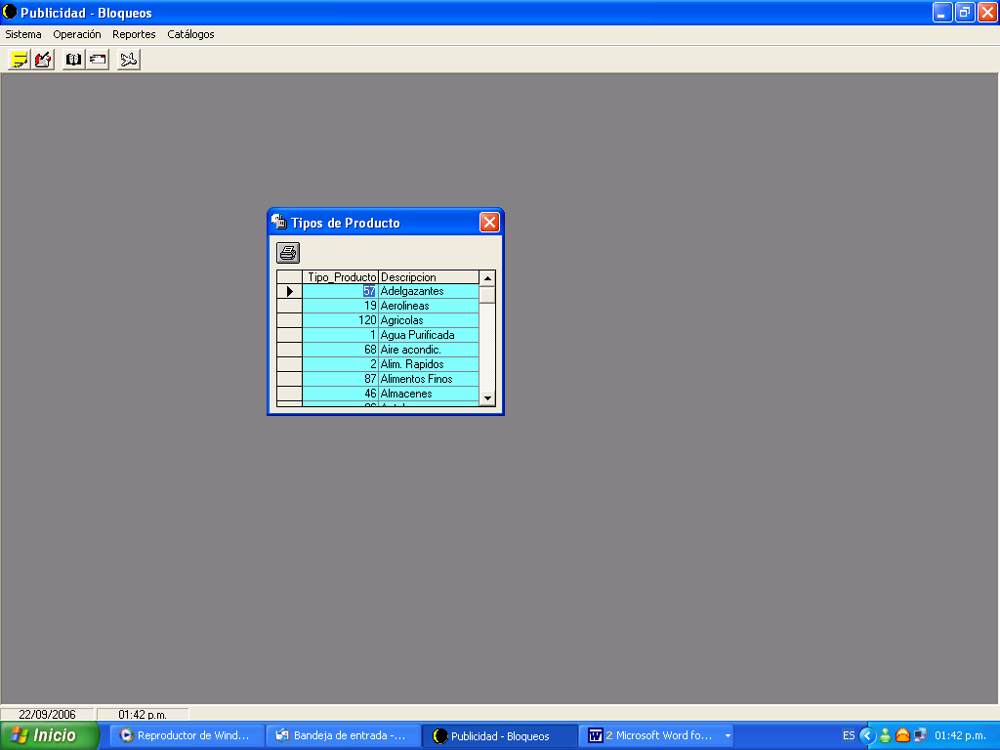 Publicidad - Bloqueos
Sistema Operación Reportes Catálogos
Tipos de Producto
Tipo_Producto Descripcion
57 Adelgazantes
19 Aerolineas
120 Agricolas
1 Agua Purificada
68 Aire acondic.
2 Alim. Rapidos
87 Alimentos Finos
46 Almacenes
22/09/2006 01:42 p.m.
Inicio Reproductor de Wind... Bandeja de entrada -... Publicidad - Bloqueos 2 Microsoft Word fo... ES 01:42 p.m.